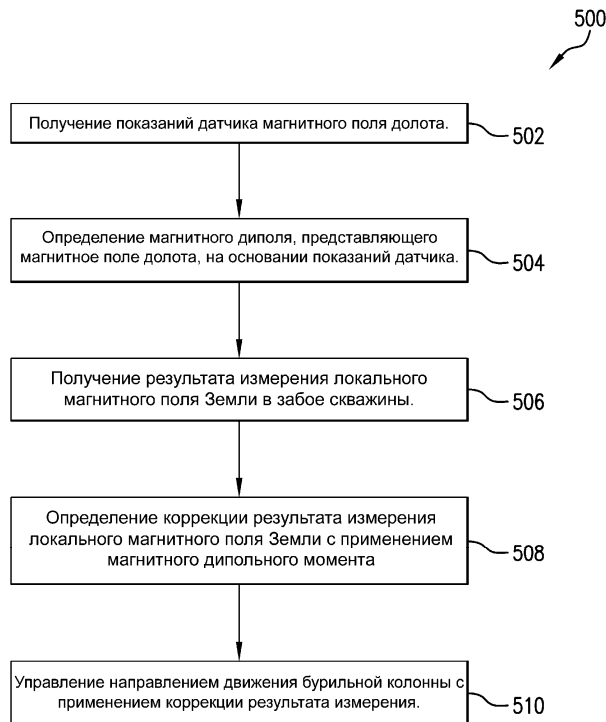 500
Получение показаний датчика магнитного поля долота.
502
Определение магнитного диполя, представляющего
магнитное поле долота, на основании показаний датчика.
504
Получение результата измерения локального
магнитного поля Земли в забое скважины.
506
Определение коррекции результата измерения
локального магнитного поля Земли с применением
магнитного дипольного момента
508
Управление направлением движения бурильной колонны с
применением коррекции результата измерения.
510